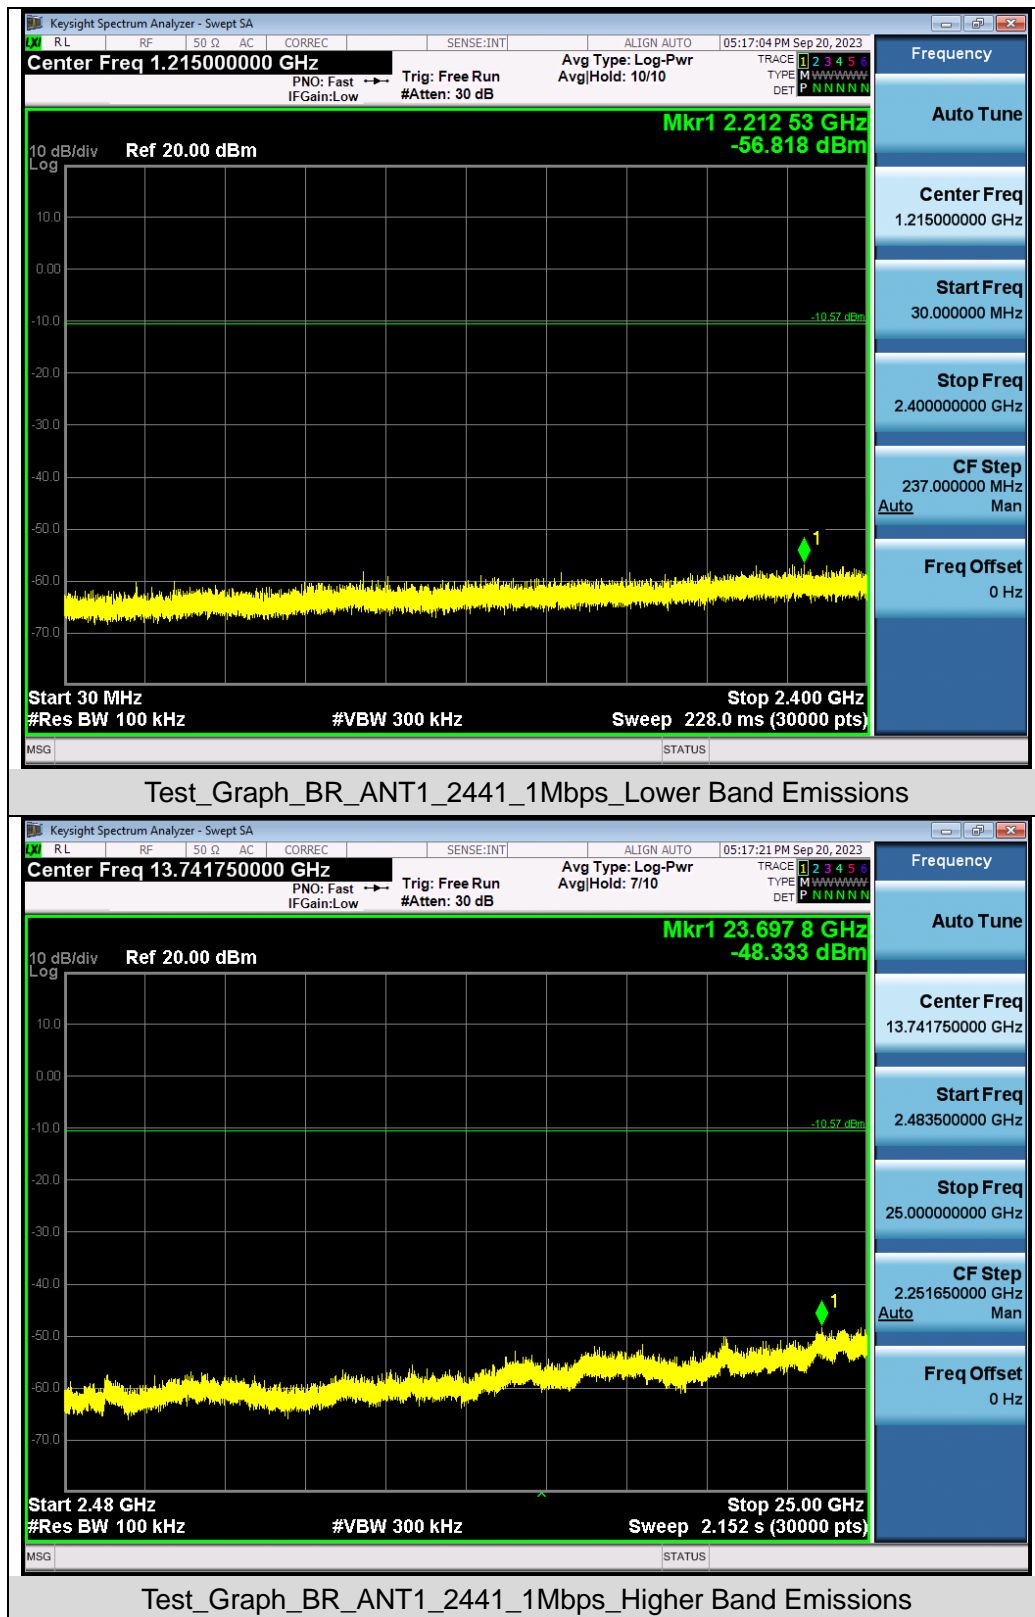 Keysight Spectrum Analyzer - Swept SA
LXI RL RF 50 Ω AC CORREC SENSE:INT ALIGN AUTO 05:17:04 PM Sep 20, 2023
Center Freq 1.215000000 GHz
PNO: Fast
IFGain:Low
Trig: Free Run
#Atten: 30 dB
Avg Type: Log-Pwr
Avg|Hold: 10/10
TRACE 1 2 3 4 5 6
TYPE M WWWWW
DET P N N N N N
Mkr1 2.212 53 GHz
-56.818 dBm
10 dB/div Ref 20.00 dBm
Log
10.0
0.00
-10.57 dBm
-10.0
-20.0
-30.0
-40.0
-50.0
1
-60.0
-70.0
Start 30 MHz Stop 2.400 GHz
#Res BW 100 kHz #VBW 300 kHz Sweep 228.0 ms (30000 pts)
MSG STATUS
Frequency
Auto Tune
Center Freq
1.215000000 GHz
Start Freq
30.000000 MHz
Stop Freq
2.400000000 GHz
CF Step
237.000000 MHz
Auto Man
Freq Offset
0 Hz
Test_Graph_BR_ANT1_2441_1Mbps_Lower Band Emissions
Keysight Spectrum Analyzer - Swept SA
LXI RL RF 50 Ω AC CORREC SENSE:INT ALIGN AUTO 05:17:21 PM Sep 20, 2023
Center Freq 13.741750000 GHz
PNO: Fast
IFGain:Low
Trig: Free Run
#Atten: 30 dB
Avg Type: Log-Pwr
Avg|Hold: 7/10
TRACE 1 2 3 4 5 6
TYPE M WWWWW
DET P N N N N N
Mkr1 23.697 8 GHz
-48.333 dBm
10 dB/div Ref 20.00 dBm
Log
10.0
0.00
-10.57 dBm
-10.0
-20.0
-30.0
-40.0
1
-50.0
-60.0
-70.0
Start 2.48 GHz Stop 25.00 GHz
#Res BW 100 kHz #VBW 300 kHz Sweep 2.152 s (30000 pts)
MSG STATUS
Frequency
Auto Tune
Center Freq
13.741750000 GHz
Start Freq
2.483500000 GHz
Stop Freq
25.000000000 GHz
CF Step
2.251650000 GHz
Auto Man
Freq Offset
0 Hz
Test_Graph_BR_ANT1_2441_1Mbps_Higher Band Emissions